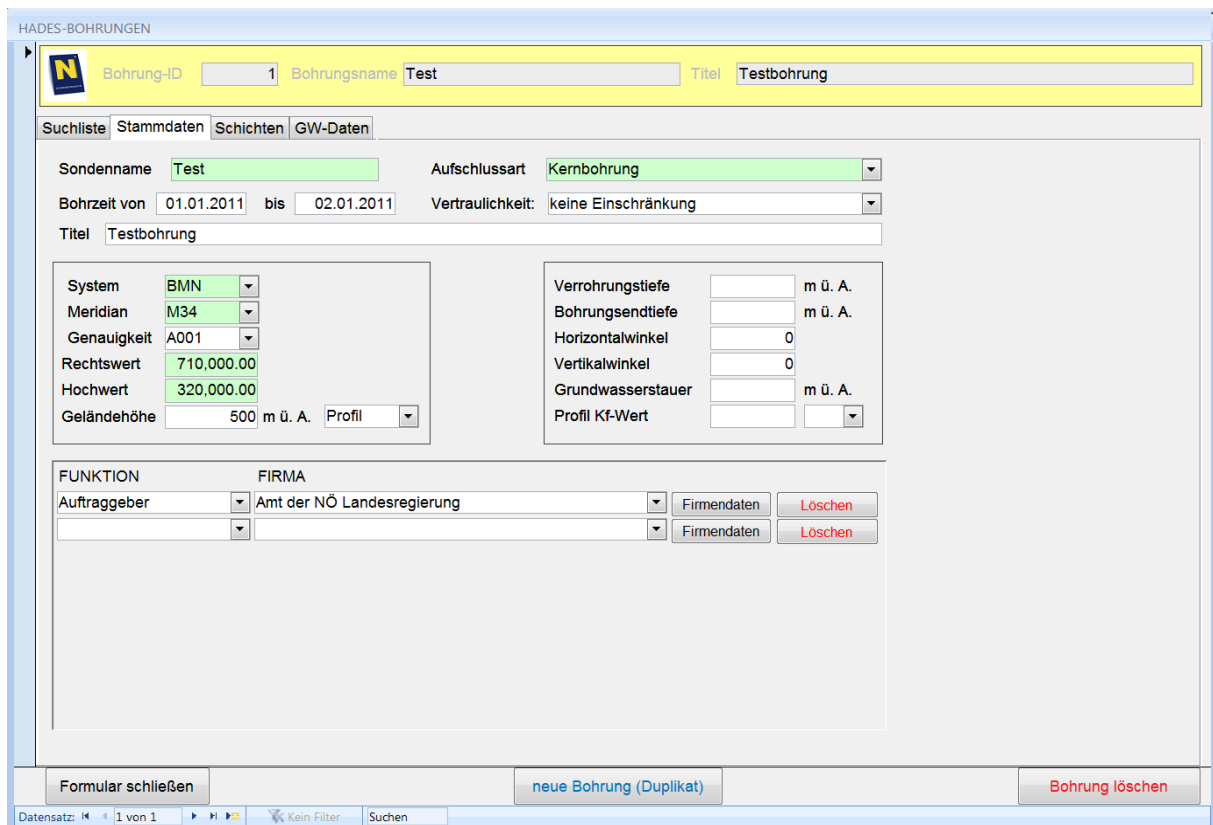 HADES-BOHRUNGEN
N
Bohrung-ID 1 Bohrungsname Test Titel Testbohrung
Suchliste Stammdaten Schichten GW-Daten
Sondenname Test Aufschlussart Kernbohrung
Bohrzeit von 01.01.2011 bis 02.01.2011 Vertraulichkeit: keine Einschränkung
Titel Testbohrung
System BMN Verrohrungstiefe m ü. A.
Meridian M34 Bohrungsendtiefe m ü. A.
Genauigkeit A001 Horizontalwinkel 0
Rechtswert 710,000.00 Vertikalwinkel 0
Hochwert 320,000.00 Grundwasserstauer m ü. A.
Geländehöhe 500 m ü. A. Profil Profil Kf-Wert
FUNKTION FIRMA
Auftraggeber Amt der NÖ Landesregierung Firmendaten Löschen
Firmendaten Löschen
Formular schließen neue Bohrung (Duplikat) Bohrung löschen
Datensatz: 1 von 1 Kein Filter Suchen